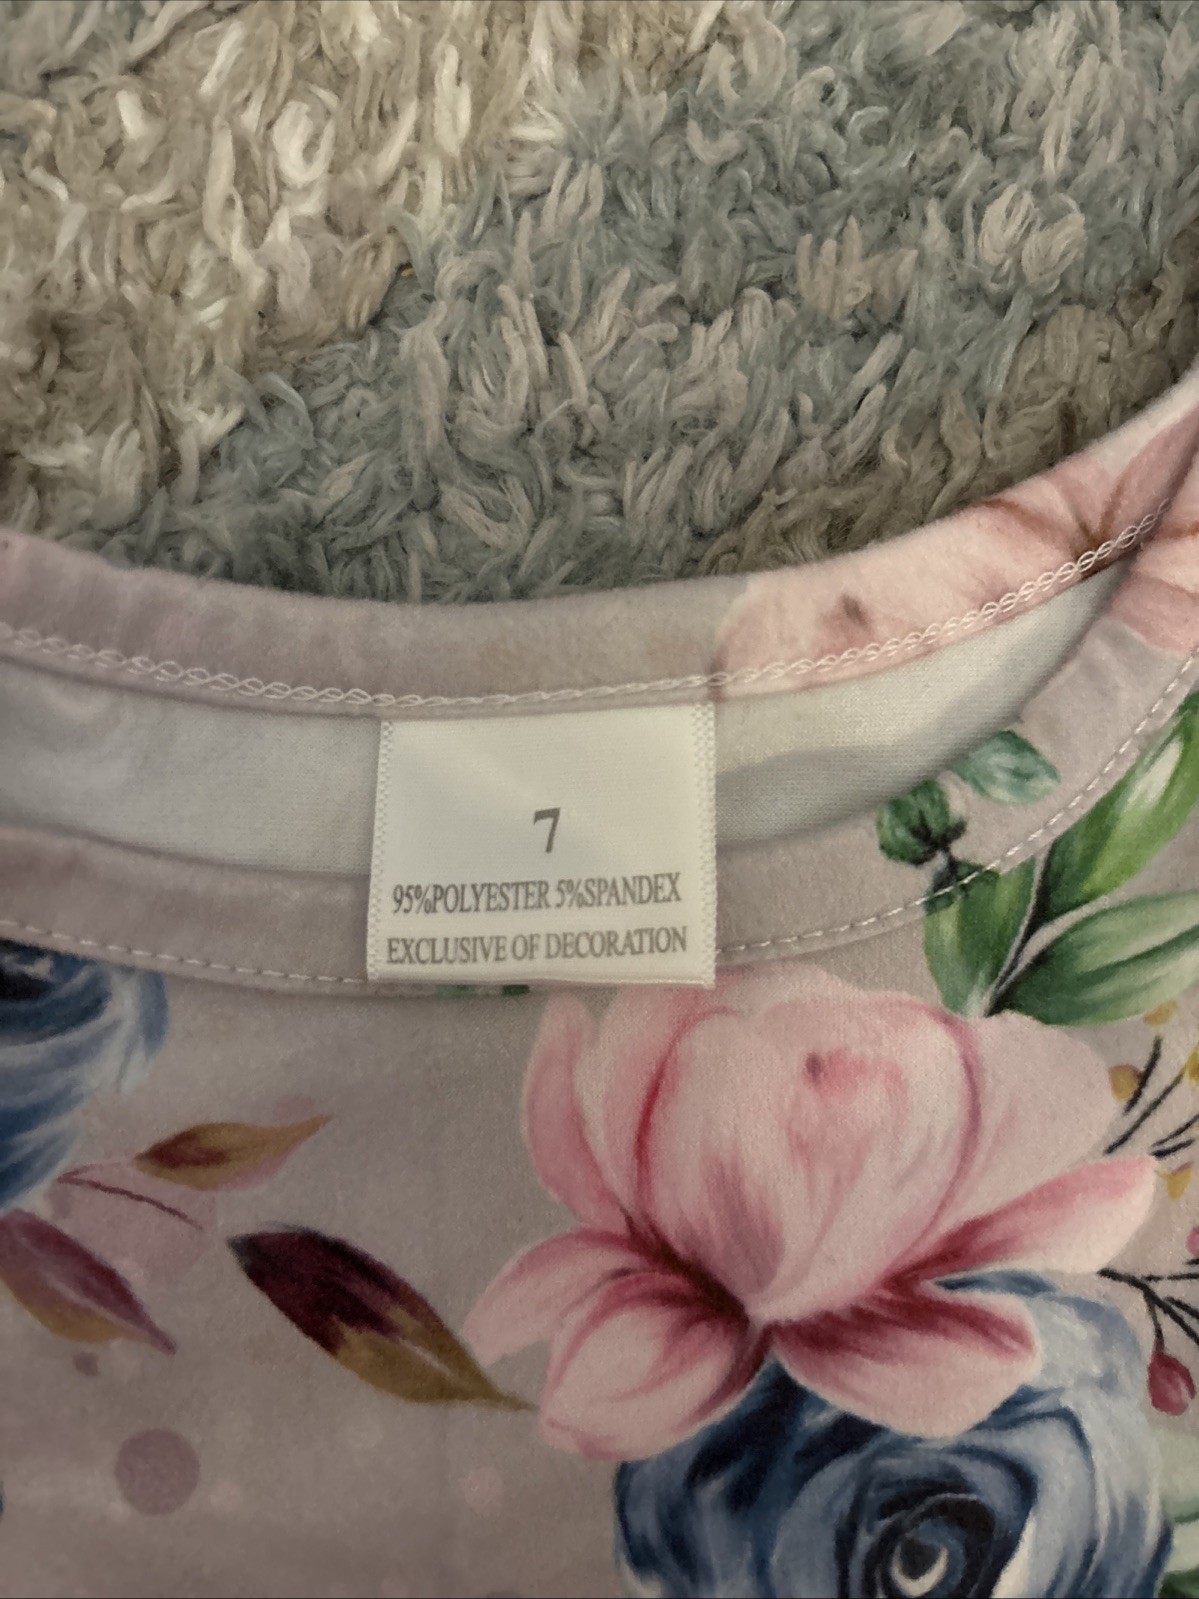 7
95%POLYESTER 5%SPANDEX
EXCLUSIVE OF DECORATION